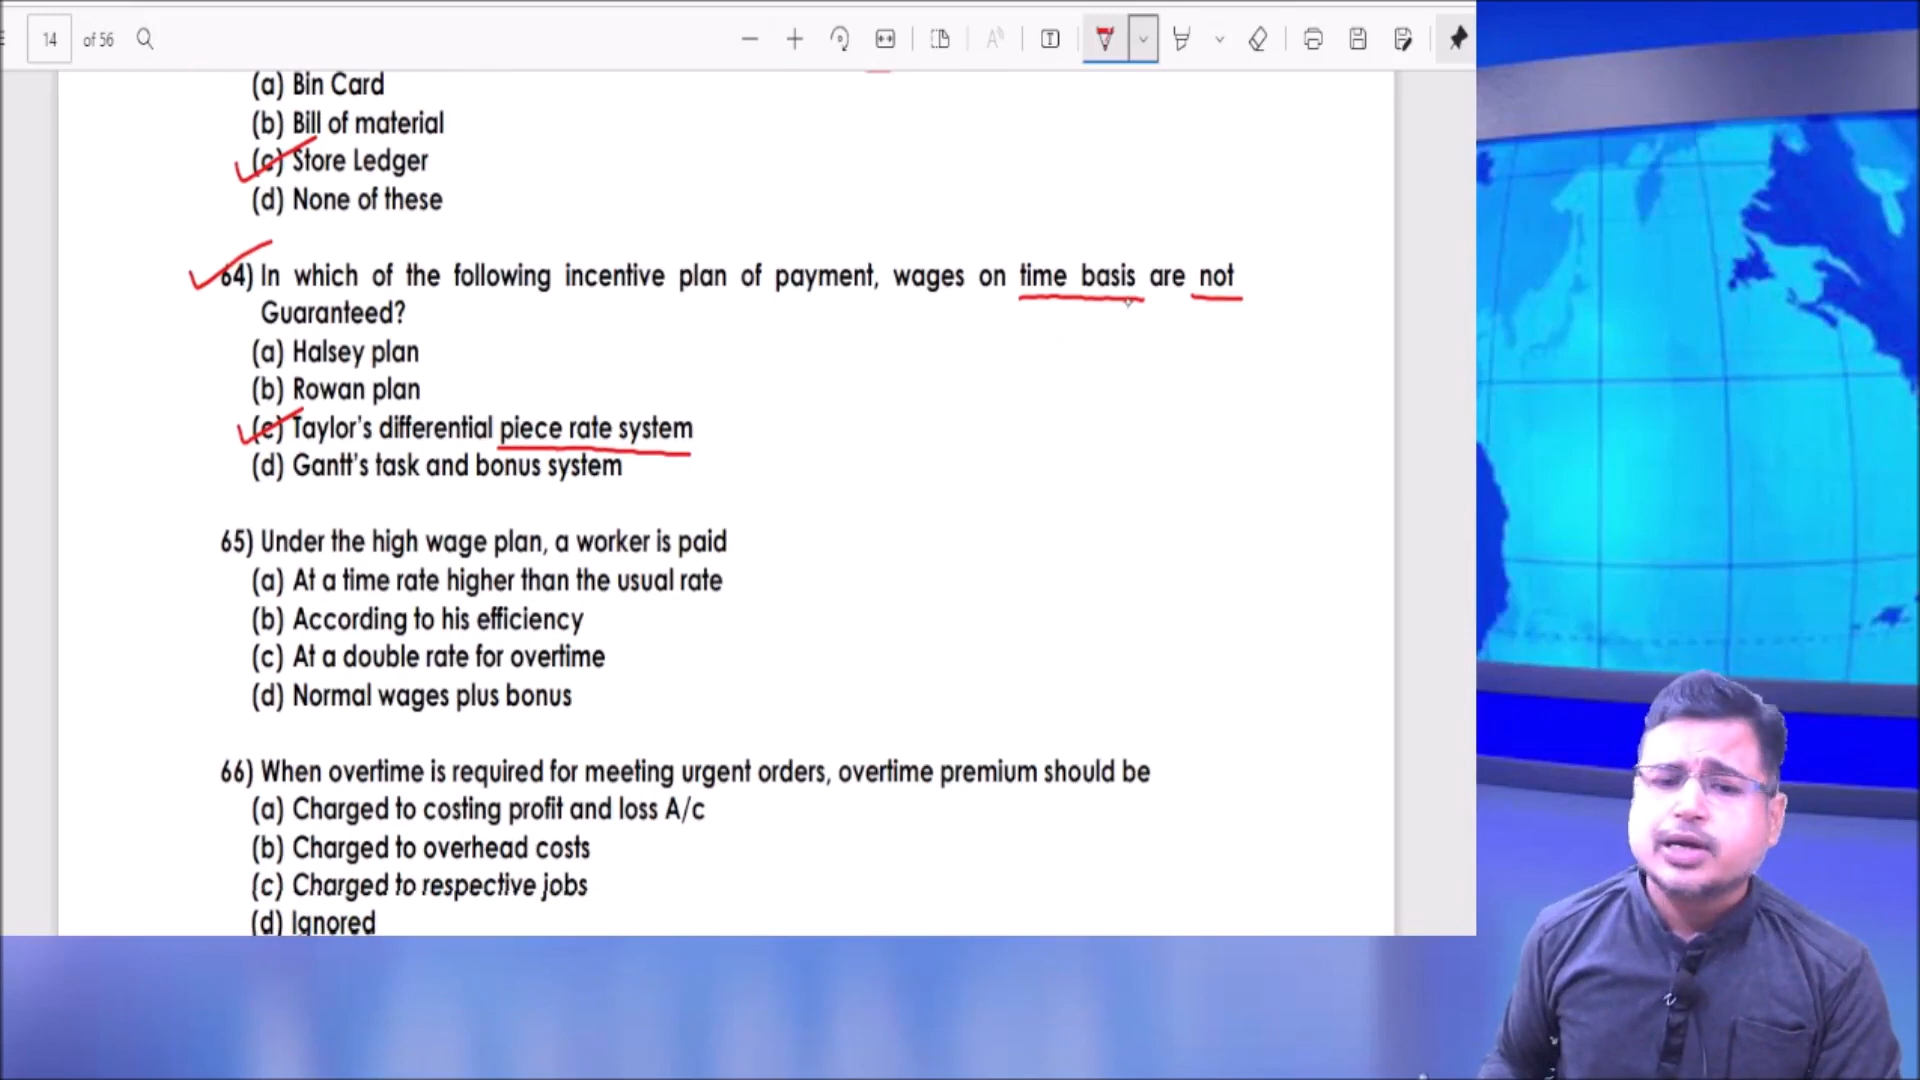 14 of 56
(a) Bin Card
(b) Bill of material
(c) Store Ledger
(d) None of these
64) In which of the following incentive plan of payment, wages on time basis are not
Guaranteed?
(a) Halsey plan
(b) Rowan plan
(c) Taylor's differential piece rate system
(d) Gantt's task and bonus system
65) Under the high wage plan, a worker is paid
(a) At a time rate higher than the usual rate
(b) According to his efficiency
(c) At a double rate for overtime
(d) Normal wages plus bonus
66) When overtime is required for meeting urgent orders, overtime premium should be
(a) Charged to costing profit and loss A/c
(b) Charged to overhead costs
(c) Charged to respective jobs
(d) Ignored